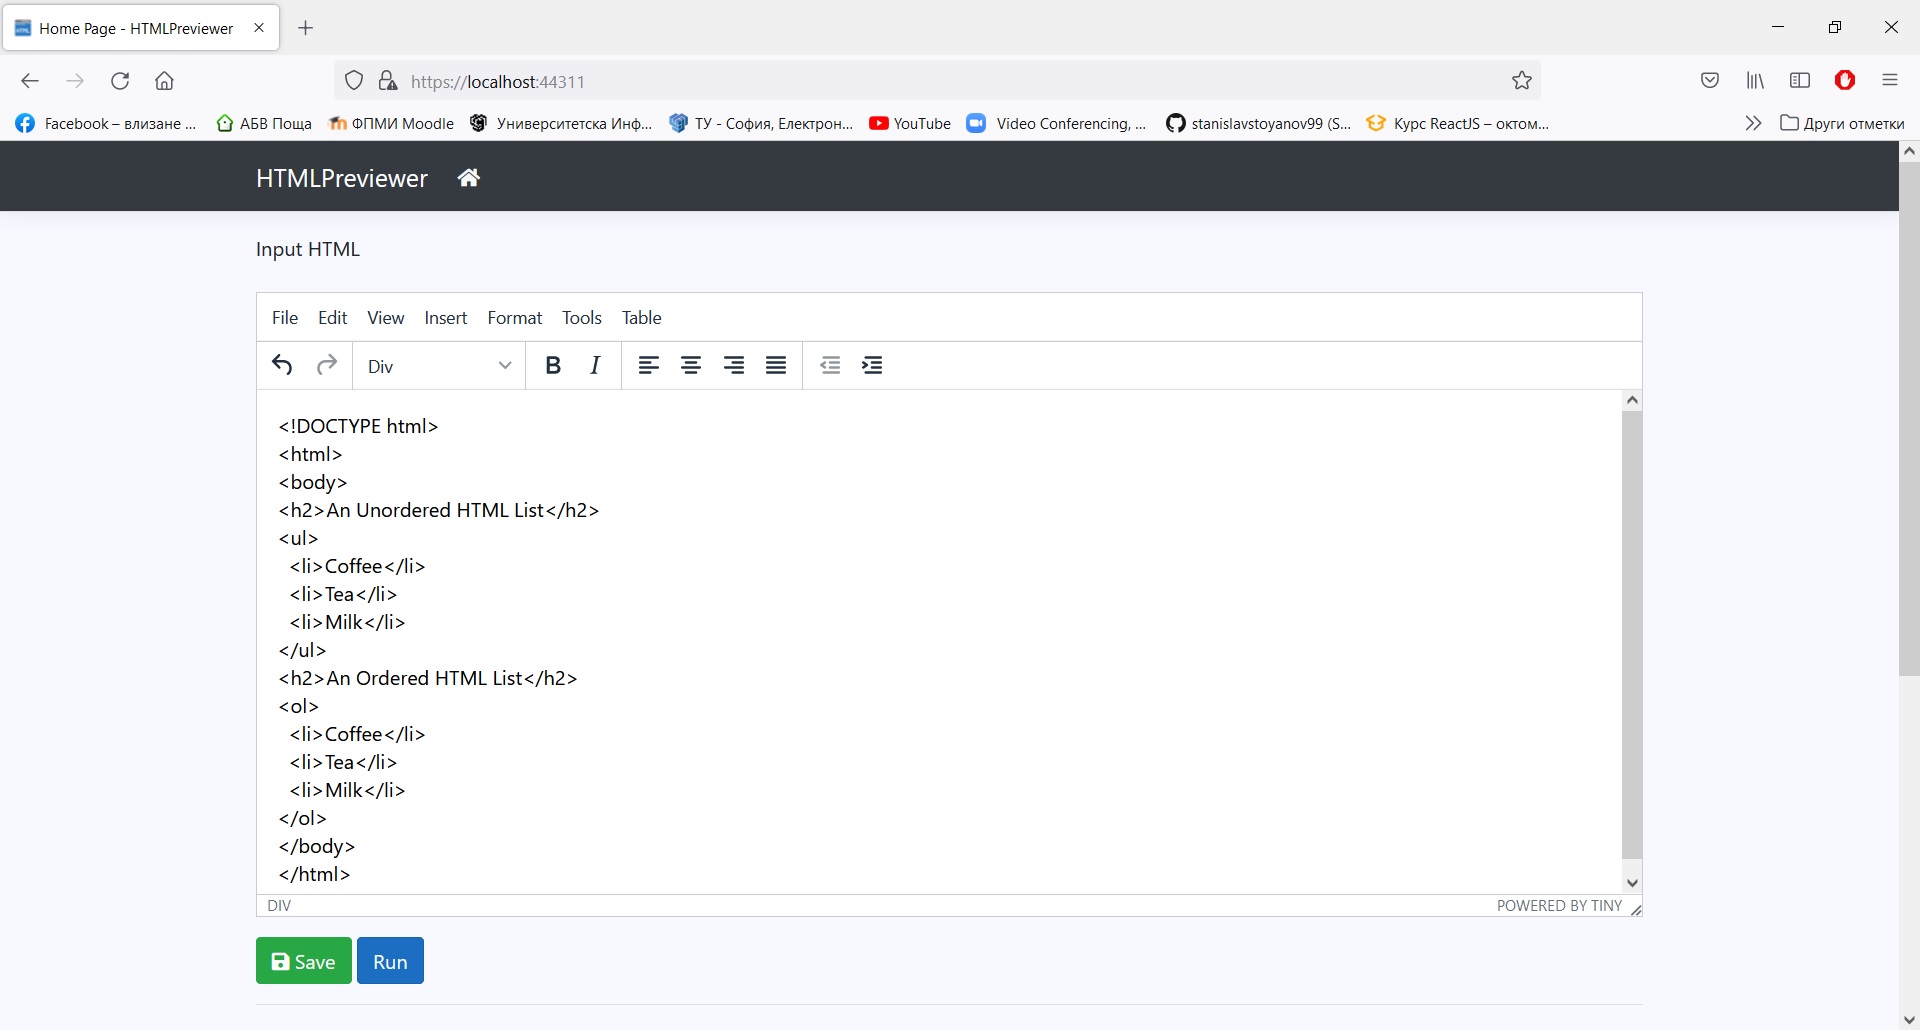 Home Page - HTMLPreviewer
https://localhost:44311
Facebook – влизане ... АБВ Поща ФПМИ Moodle Университетска Инф... ТУ - София, Електрон... YouTube Video Conferencing, ... stanislavstoyanov99 (S... Курс ReactJS – октом... Други отметки
HTMLPreviewer
Input HTML
File Edit View Insert Format Tools Table
Div B I
<!DOCTYPE html>
<html>
<body>
<h2>An Unordered HTML List</h2>
<ul>
<li>Coffee</li>
<li>Tea</li>
<li>Milk</li>
</ul>
<h2>An Ordered HTML List</h2>
<ol>
<li>Coffee</li>
<li>Tea</li>
<li>Milk</li>
</ol>
</body>
</html>
DIV POWERED BY TINY
Save Run